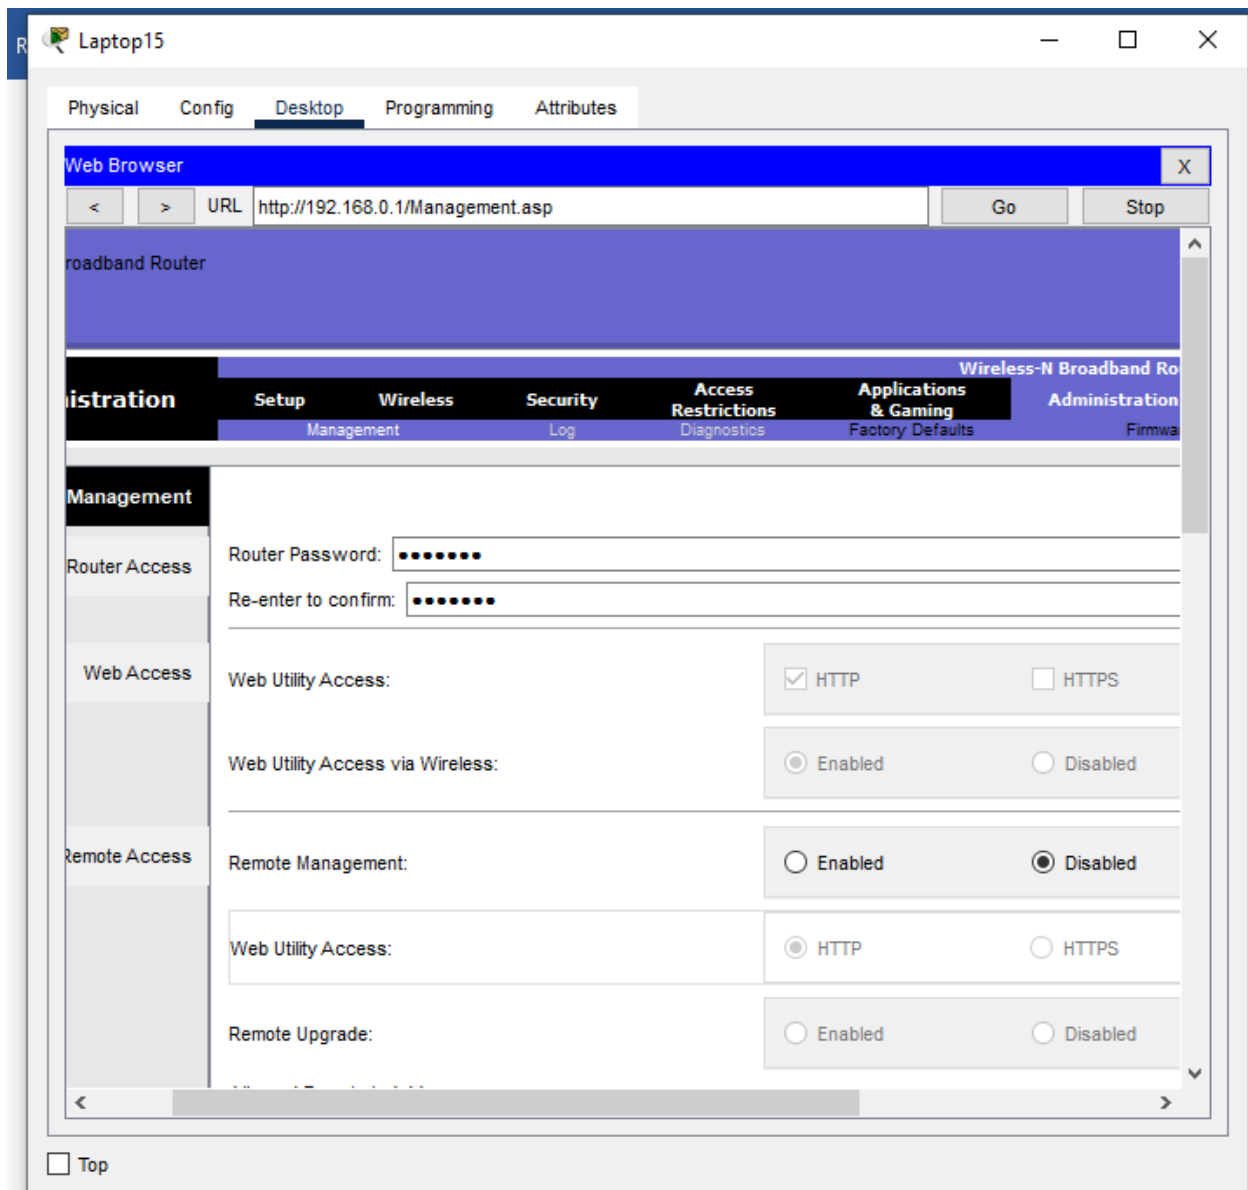 R
Laptop15
Physical Config Desktop Programming Attributes
Web Browser X
< > URL http://192.168.0.1/Management.asp Go Stop
roadband Router
Wireless-N Broadband Ro
istration Setup Wireless Security Access Restrictions Applications & Gaming Administration
Management Log Diagnostics Factory Defaults Firmwa
Management
Router Access
Router Password: •••••••
Re-enter to confirm: •••••••
Web Access
Web Utility Access: HTTP HTTPS
Web Utility Access via Wireless: Enabled Disabled
Remote Access
Remote Management: Enabled Disabled
Web Utility Access: HTTP HTTPS
Remote Upgrade: Enabled Disabled
Top